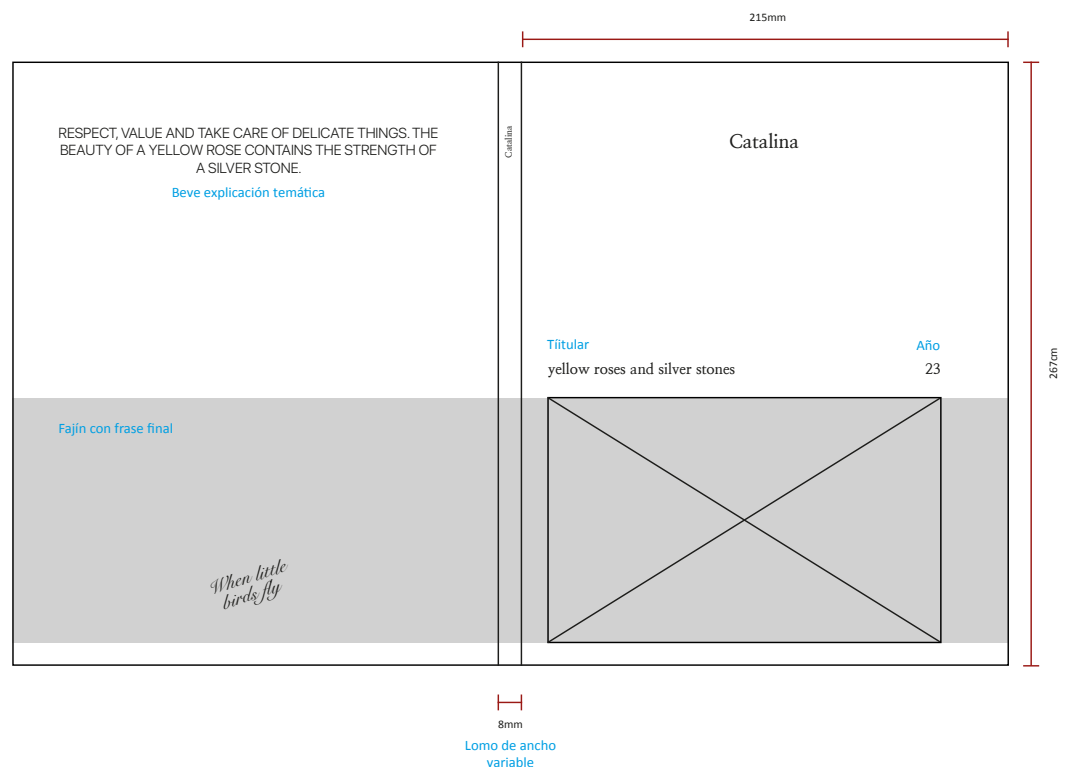 215mm
RESPECT, VALUE AND TAKE CARE OF DELICATE THINGS. THE
BEAUTY OF A YELLOW ROSE CONTAINS THE STRENGTH OF
A SILVER STONE.
Beve explicación temática
Catalina
Catalina
Tíitular
Año
yellow roses and silver stones
23
267cm
Fajín con frase final
When little
birds fly
8mm
Lomo de ancho
variable